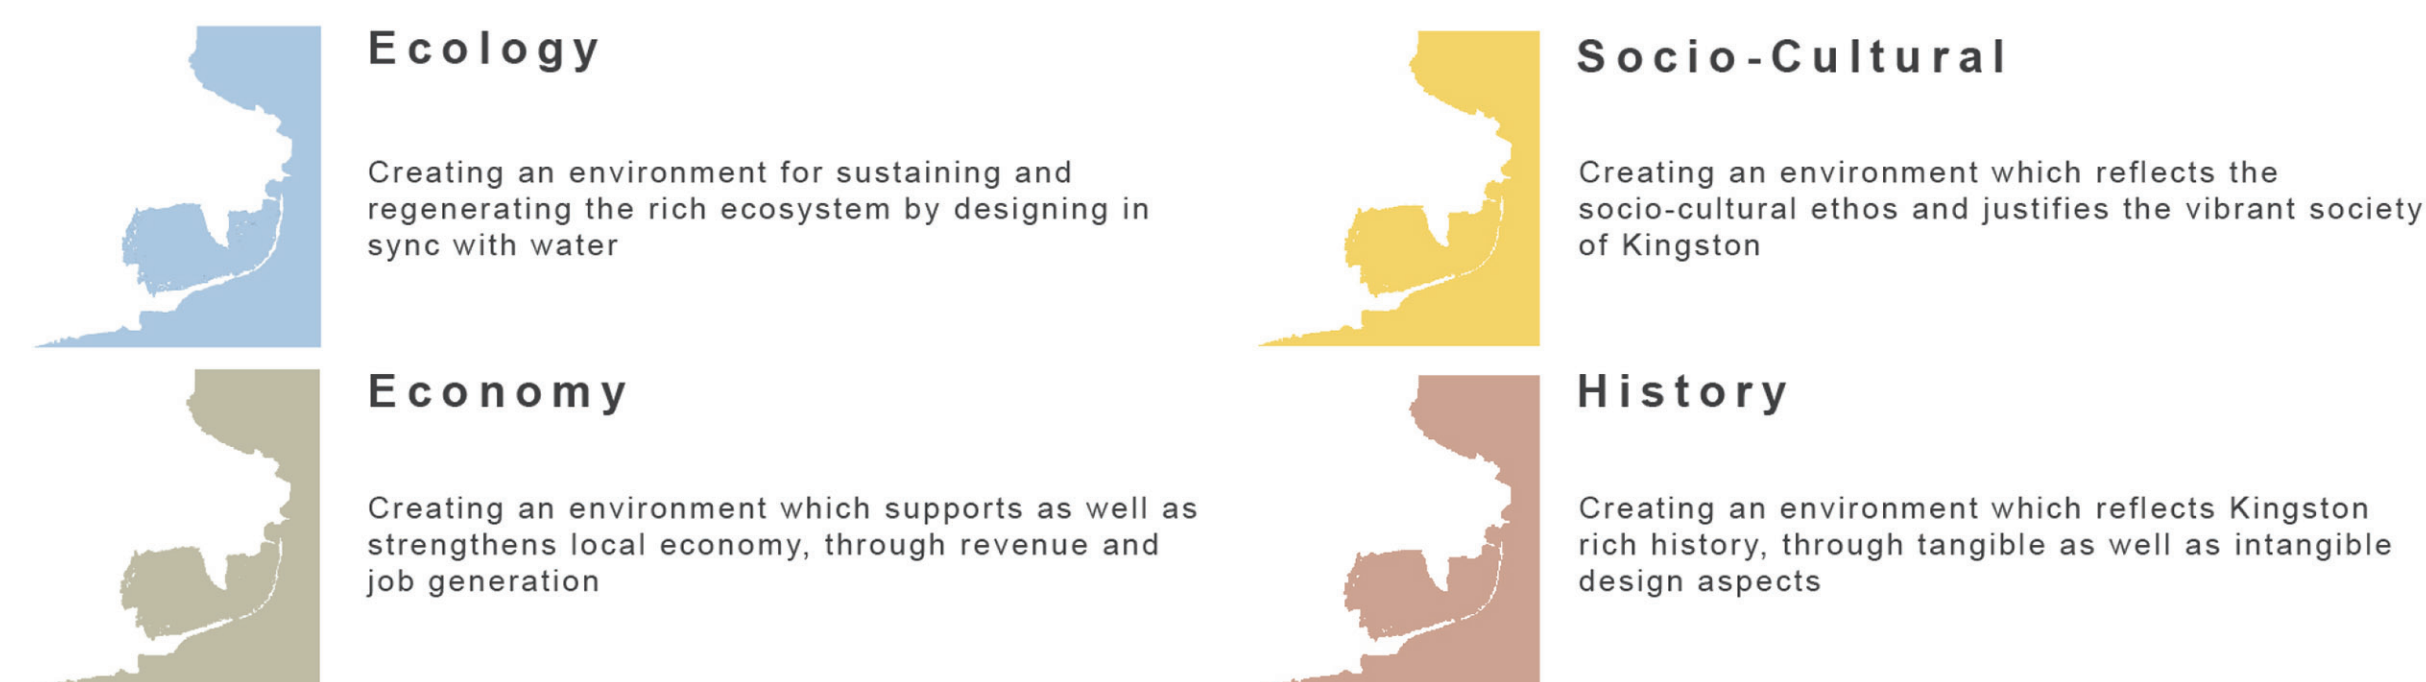 Ecology
Creating an environment for sustaining and
regenerating the rich ecosystem by designing in
sync with water
Socio-Cultural
Creating an environment which reflects the
socio-cultural ethos and justifies the vibrant society
of Kingston
Economy
Creating an environment which supports as well as
strengthens local economy, through revenue and
job generation
History
Creating an environment which reflects Kingston
rich history, through tangible as well as intangible
design aspects